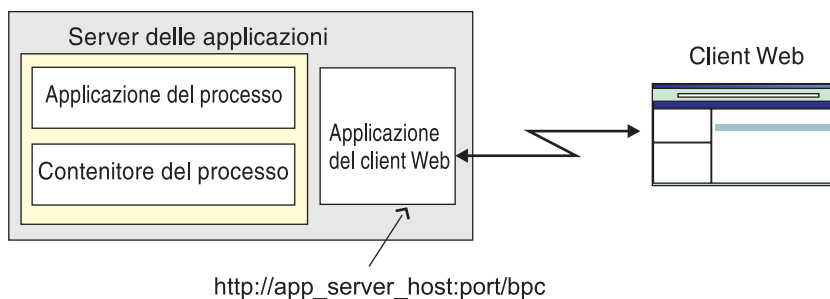 Server delle applicazioni
Applicazione del processo
Contenitore del processo
Applicazione
del client Web
Client Web
http://app_server_host:port/bpc